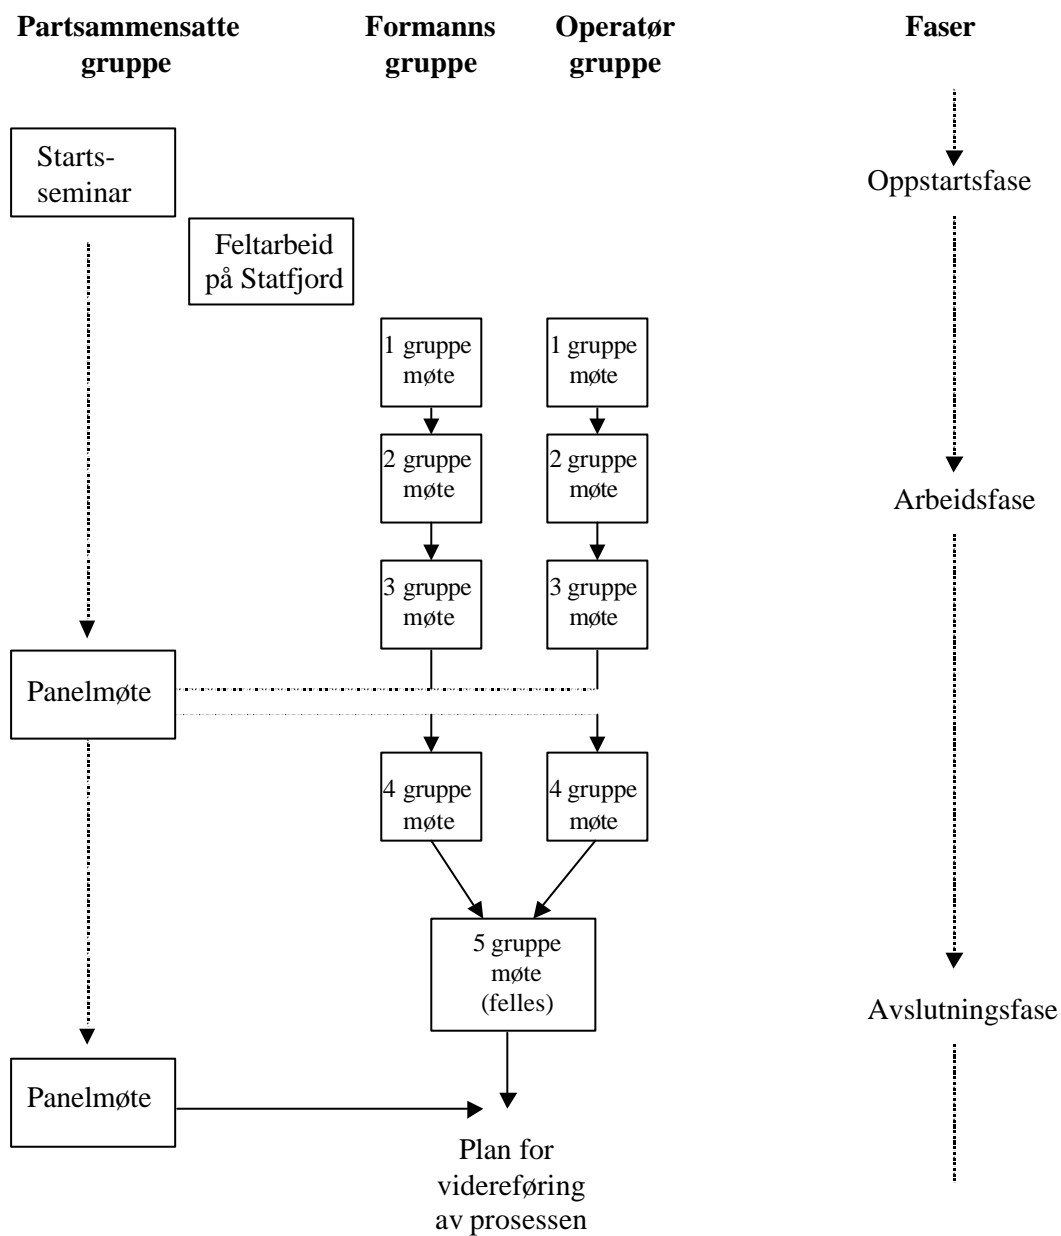 Partsammensatte
gruppe
Formanns
gruppe
Operatør
gruppe
Faser
Starts-
seminar
Oppstartsfase
Feltarbeid
på Statfjord
1 gruppe
møte
1 gruppe
møte
2 gruppe
møte
2 gruppe
møte
Arbeidsfase
3 gruppe
møte
3 gruppe
møte
Panelmøte
4 gruppe
møte
4 gruppe
møte
5 gruppe
møte
(felles)
Avslutningsfase
Panelmøte
Plan for
videreføring
av prosessen